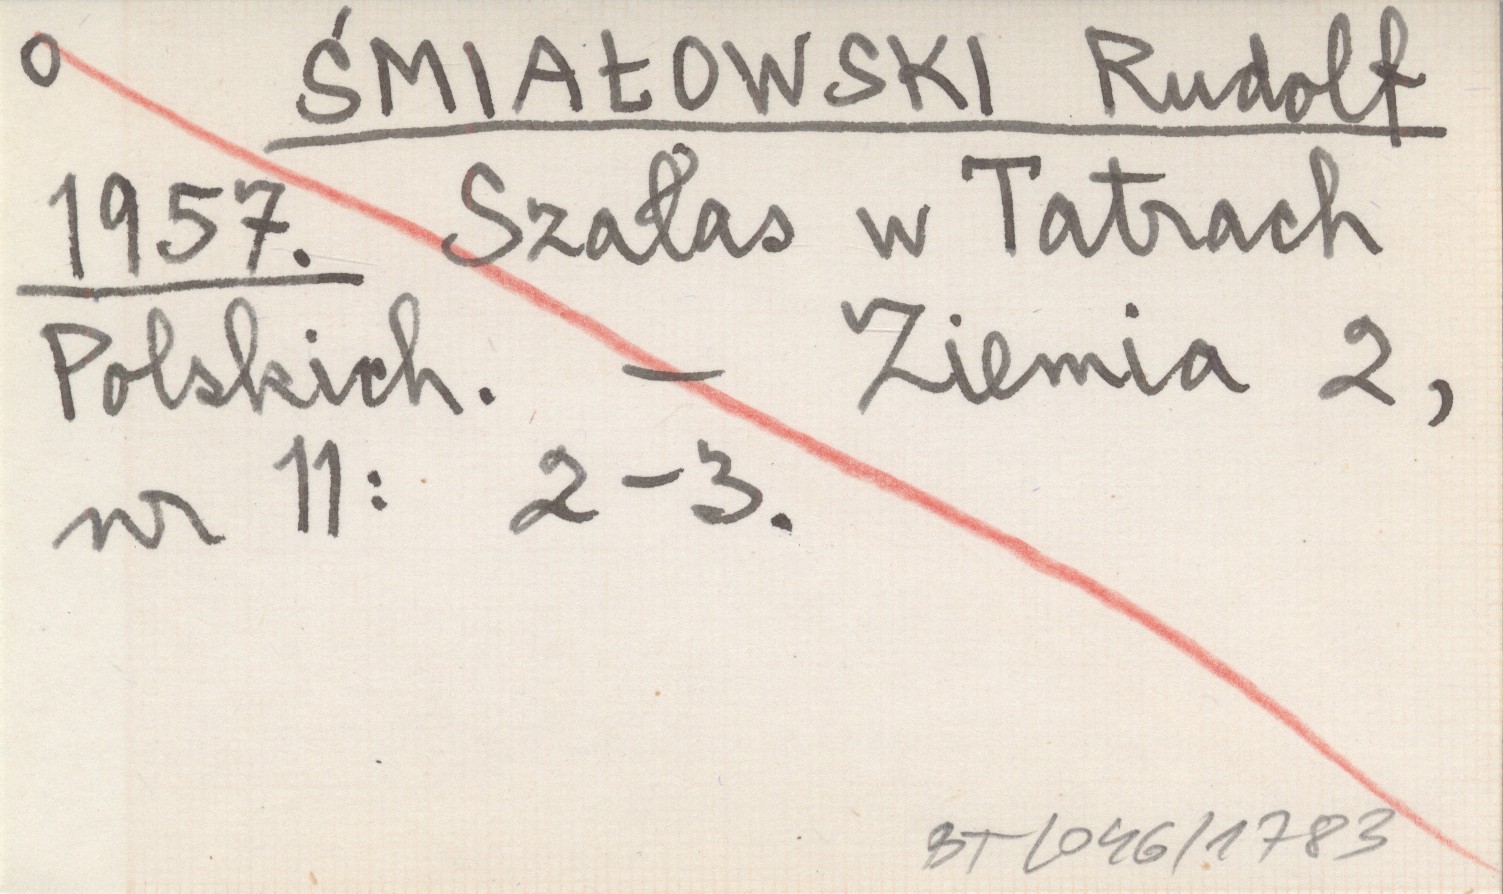 o ŚMIAŁOWSKI Rudolf
1957. Szałas w Tatrach
Polskich. — Ziemia 2,
nr 11: 2-3.
BT/046/1783